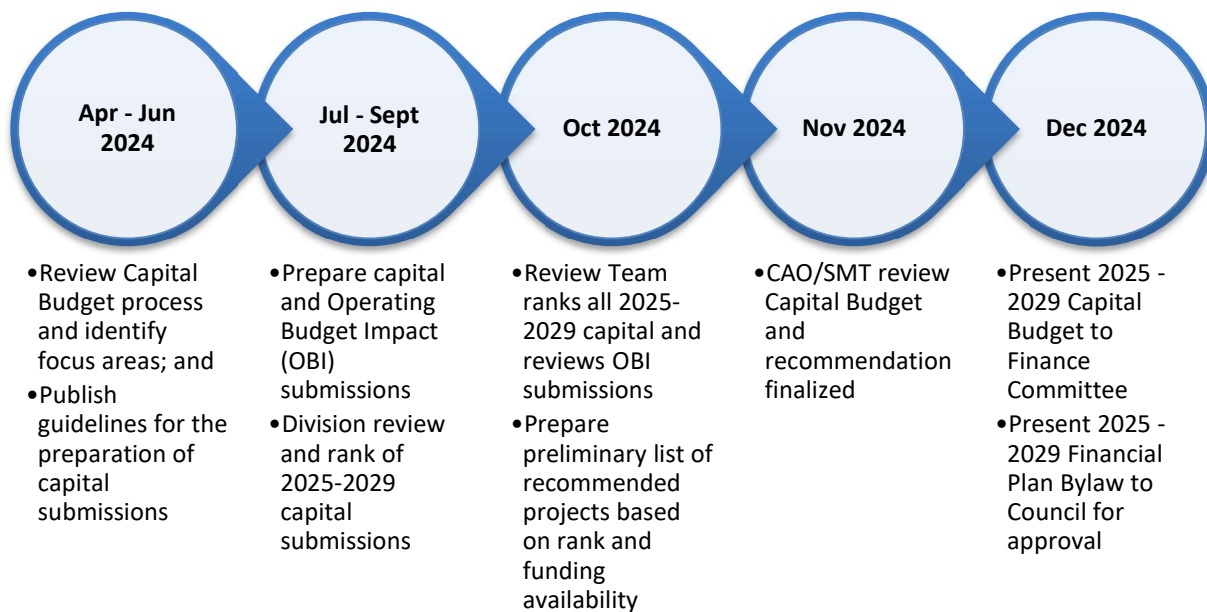 Apr - Jun
2024
Jul - Sept
2024
Oct 2024
Nov 2024
Dec 2024
•Review Capital
Budget process
and identify
focus areas; and
•Publish
guidelines for the
preparation of
capital
submissions
•Prepare capital
and Operating
Budget Impact
(OBI)
submissions
•Division review
and rank of
2025-2029
capital
submissions
•Review Team
ranks all 2025-
2029 capital and
reviews OBI
submissions
•Prepare
preliminary list of
recommended
projects based
on rank and
funding
availability
•CAO/SMT review
Capital Budget
and
recommendation
finalized
•Present 2025 -
2029 Capital
Budget to
Finance
Committee
•Present 2025 -
2029 Financial
Plan Bylaw to
Council for
approval